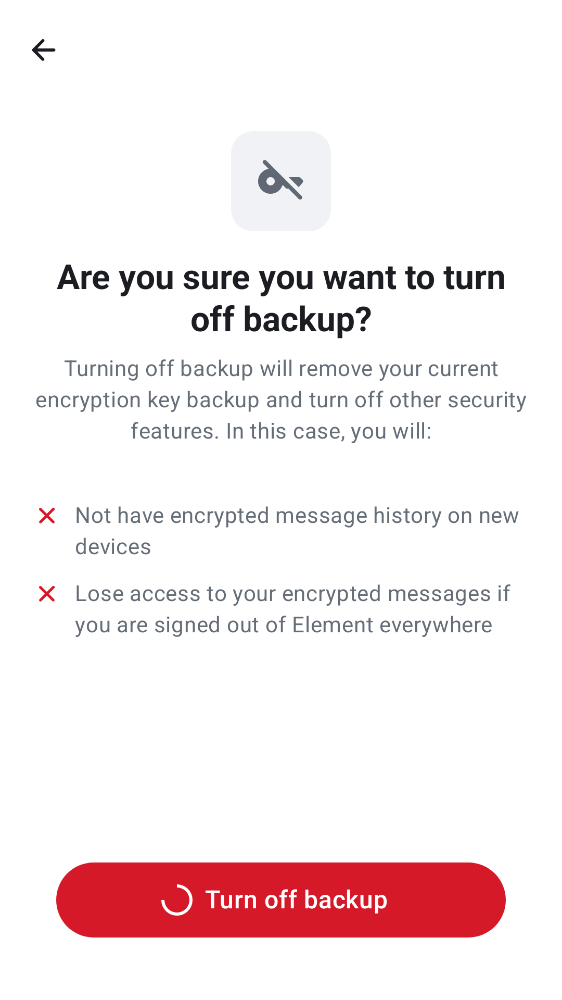 Are you sure you want to turn
off backup?
Turning off backup will remove your current
encryption key backup and turn off other security
features. In this case, you will:
Not have encrypted message history on new
devices
Lose access to your encrypted messages if
you are signed out of Element everywhere
Turn off backup